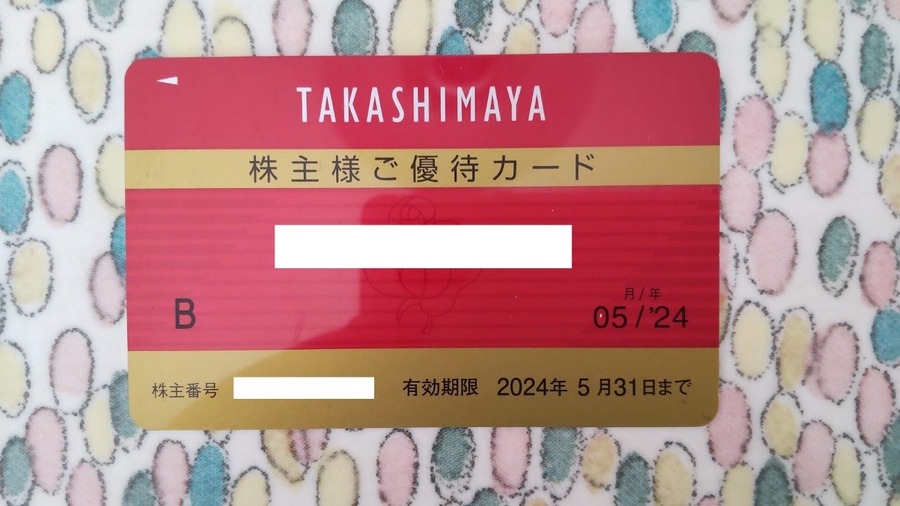 TAKASHIMAYA
株主様ご優待カード
月/年
B 05/'24
株主番号 有効期限 2024年 5月31日まで